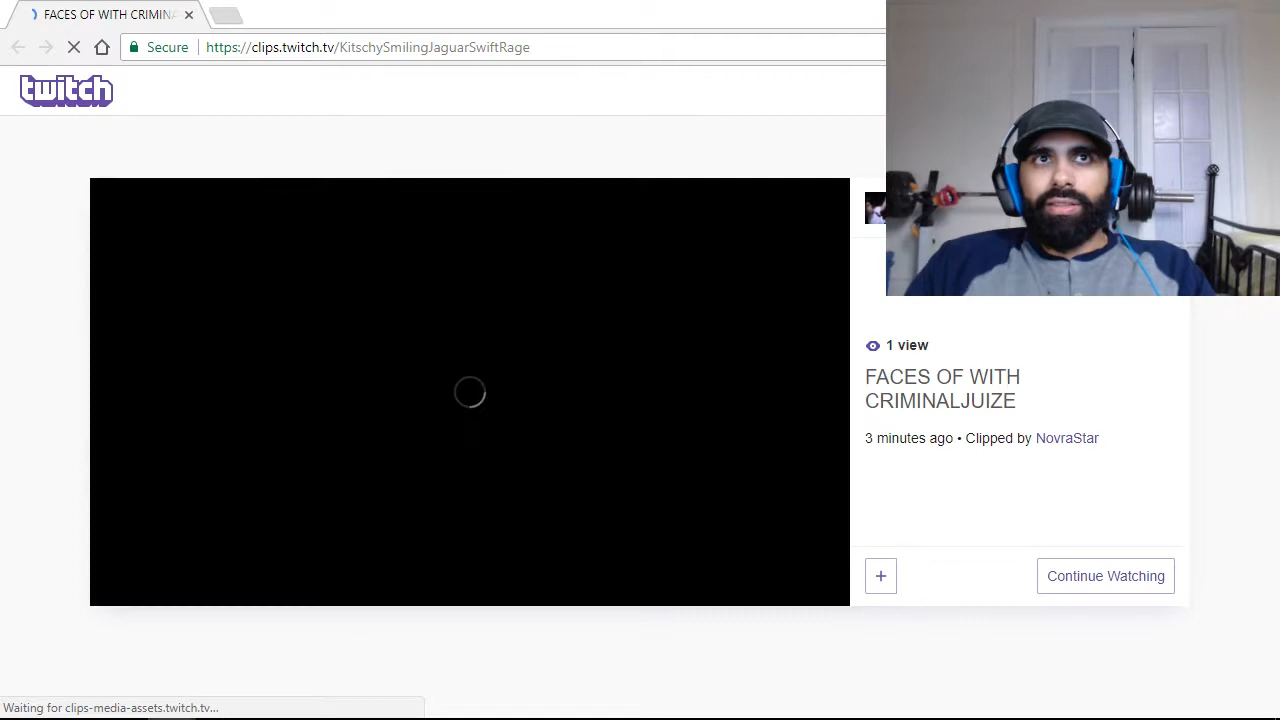 FACES OF WITH CRIMINA
Secure
https://clips.twitch.tv/KitschySmilingJaguarSwiftRage
twitch
1 view
FACES OF WITH
CRIMINALJUIZE
3 minutes ago • Clipped by NovraStar
+
Continue Watching
Waiting for clips-media-assets.twitch.tv...